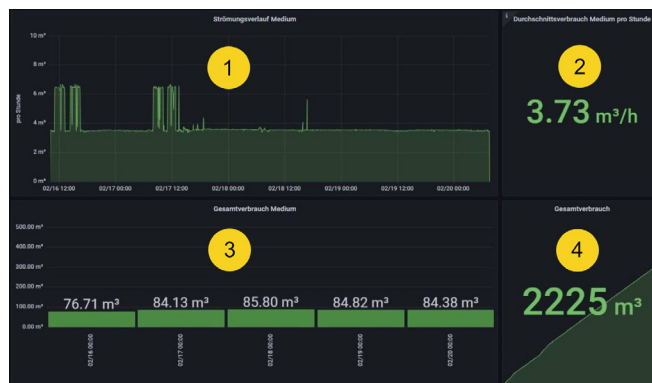 Strömungsverlauf Medium
10 m³
8 m³
6 m³
4 m³
2 m³
0 m³
pro Stunde
02/16 12:00 02/17 00:00 02/17 12:00 02/18 00:00 02/18 12:00 02/19 00:00 02/19 12:00 02/20 00:00
1
Durchschnittsverbrauch Medium pro Stunde
2
3.73 m³/h
Gesamtverbrauch Medium
500.00 m³
400.00 m³
300.00 m³
200.00 m³
100.00 m³
0.00 m³
3
76.71 m³ 84.13 m³ 85.80 m³ 84.82 m³ 84.38 m³
02/16 00:00 02/17 00:00 02/18 00:00 02/19 00:00 02/20 00:00
Gesamtverbrauch
4
2225 m³